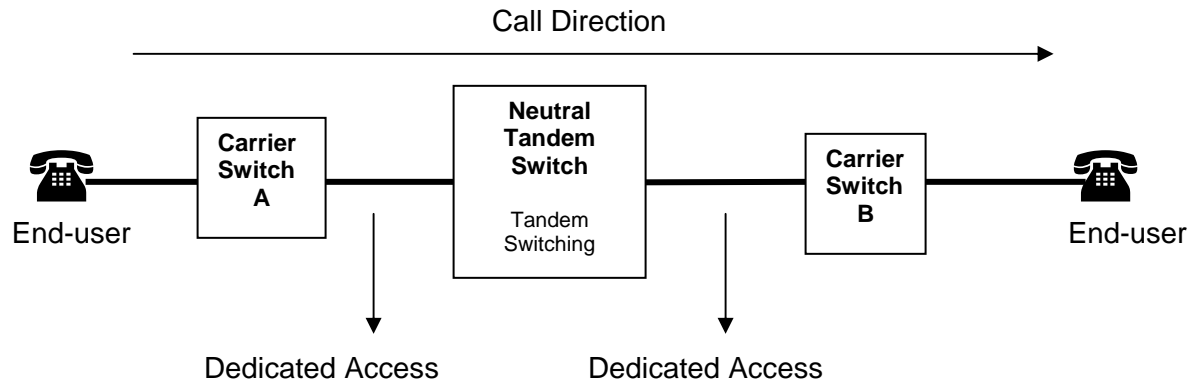 Call Direction
Neutral
Tandem
Switch
Tandem
Switching
Carrier
Switch
A
Carrier
Switch
B
End-user
End-user
Dedicated Access
Dedicated Access